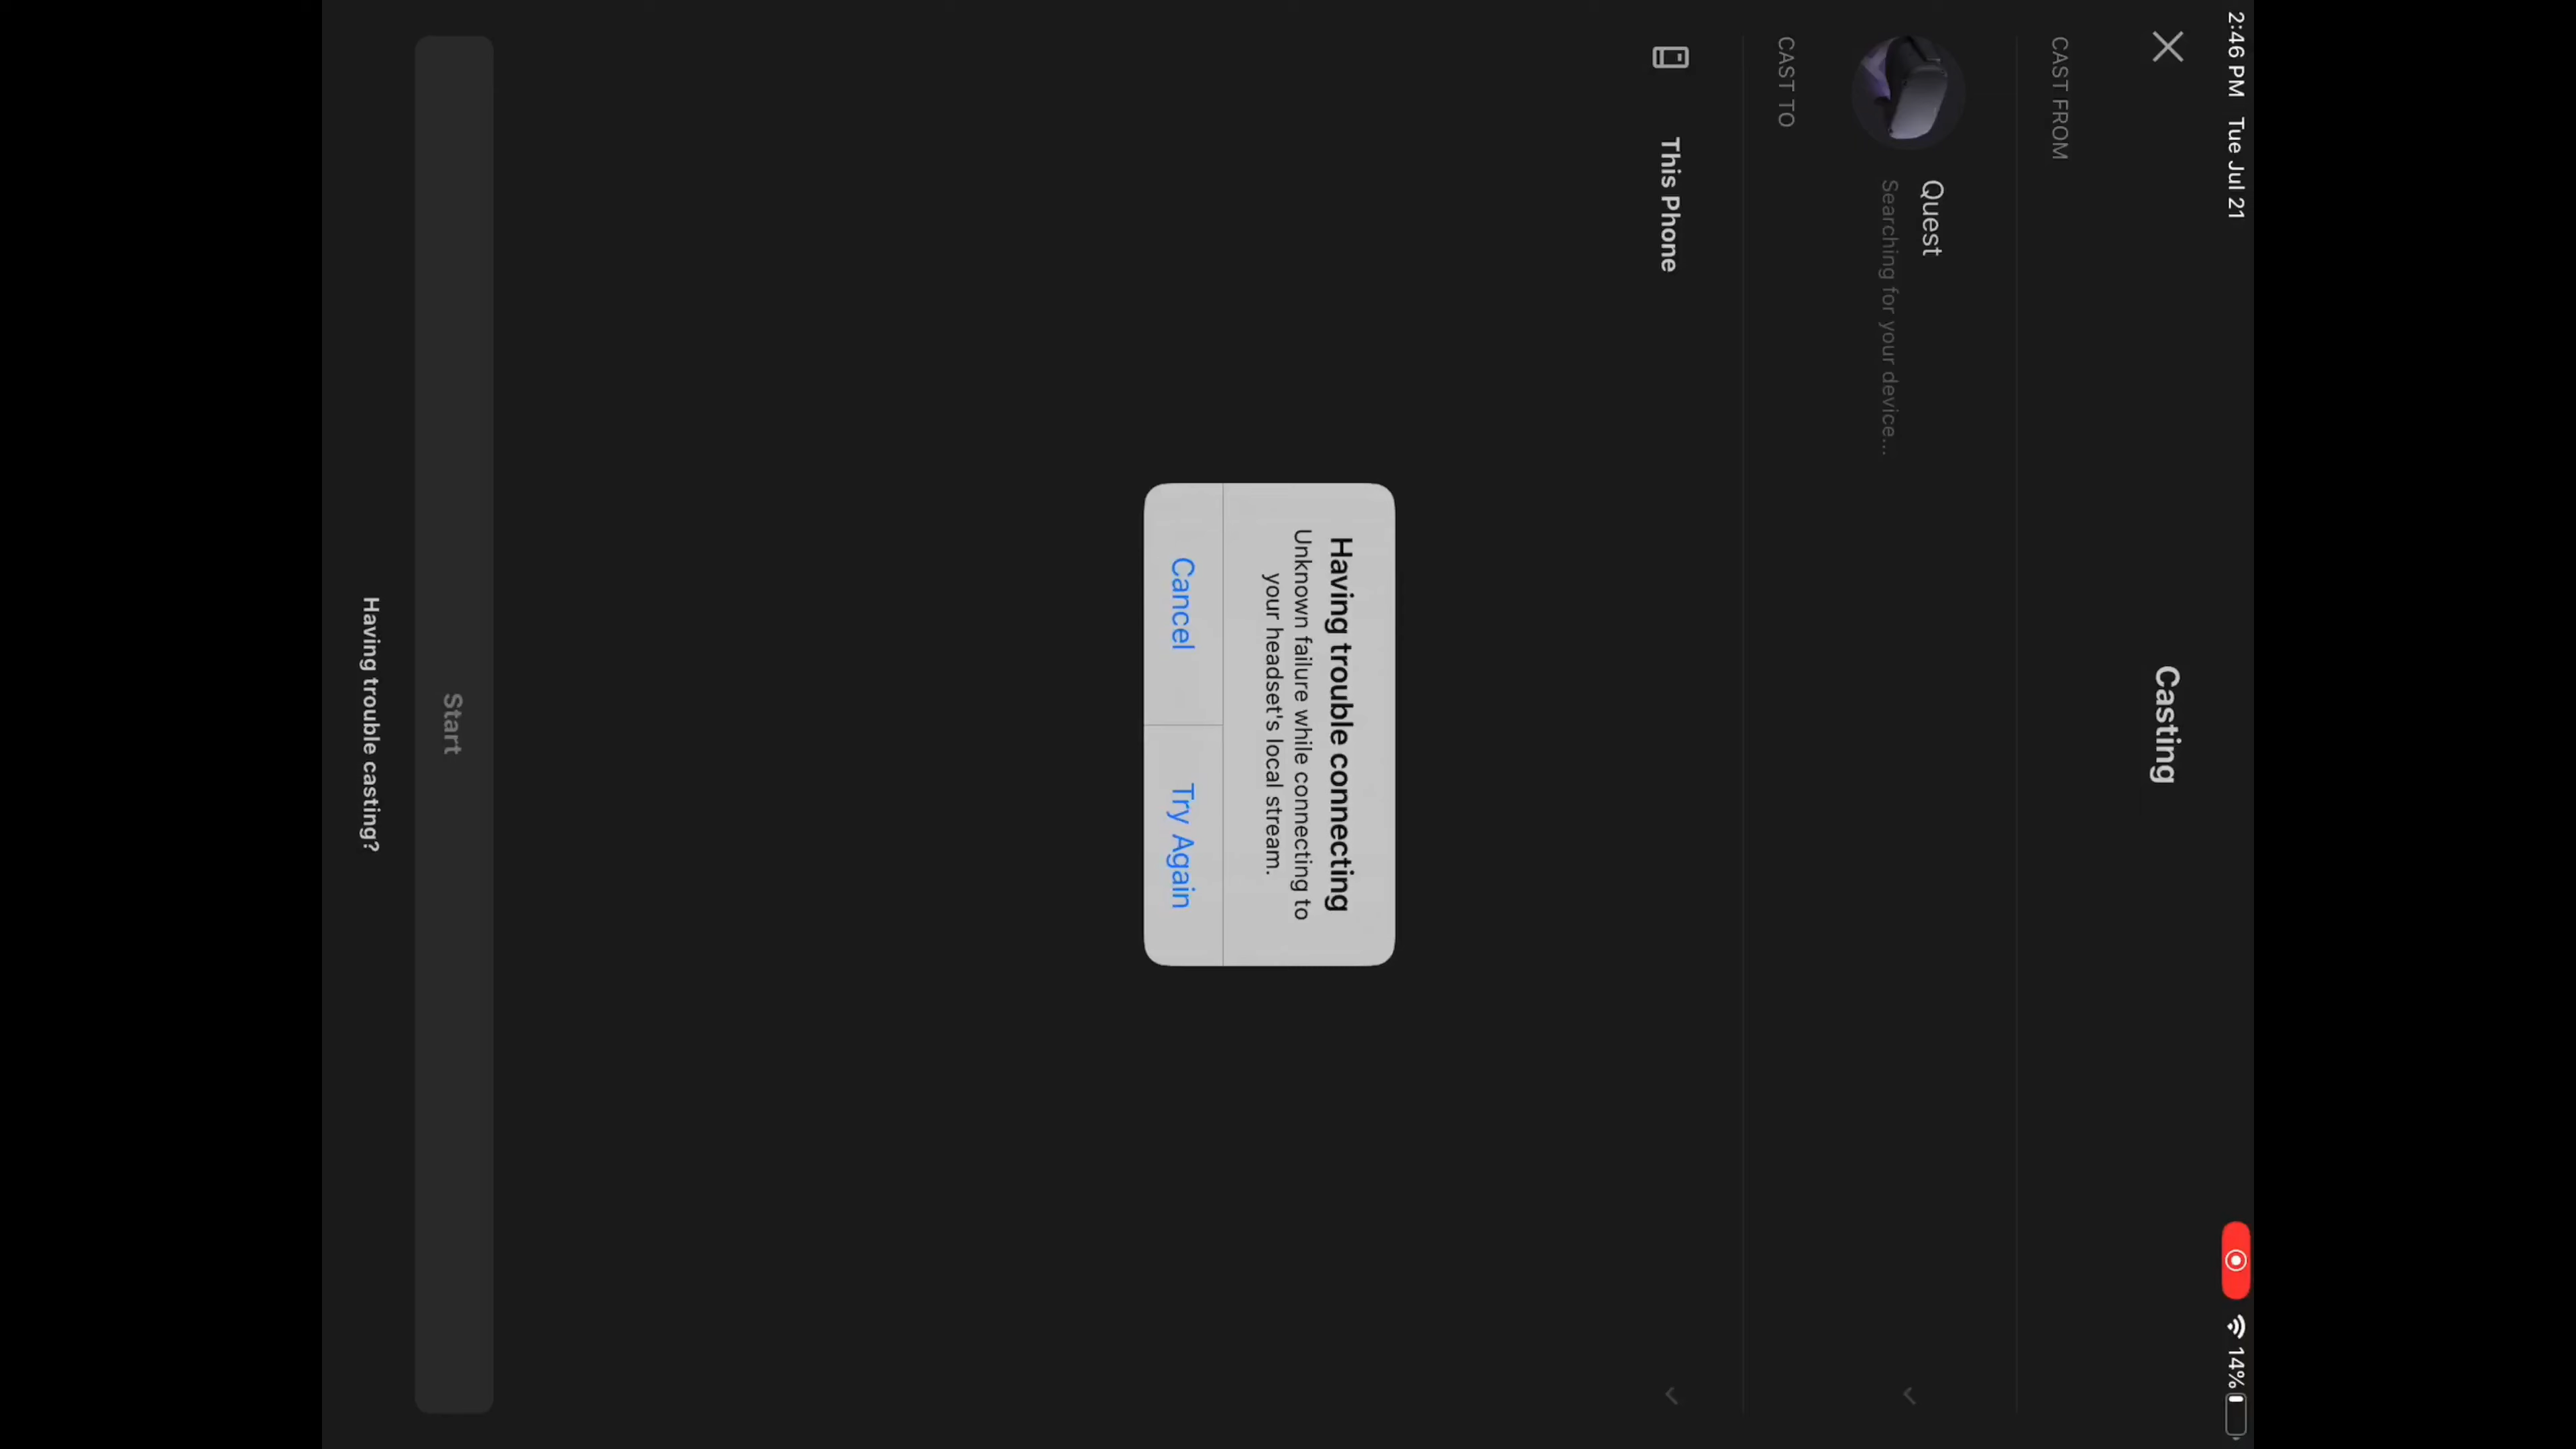 2:46 PM Tue Jul 21
14%
Casting
CAST FROM
Quest
Searching for your device...
CAST TO
This Phone
Having trouble connecting
Unknown failure while connecting to
your headset's local stream.
Cancel
Try Again
Start
Having trouble casting?